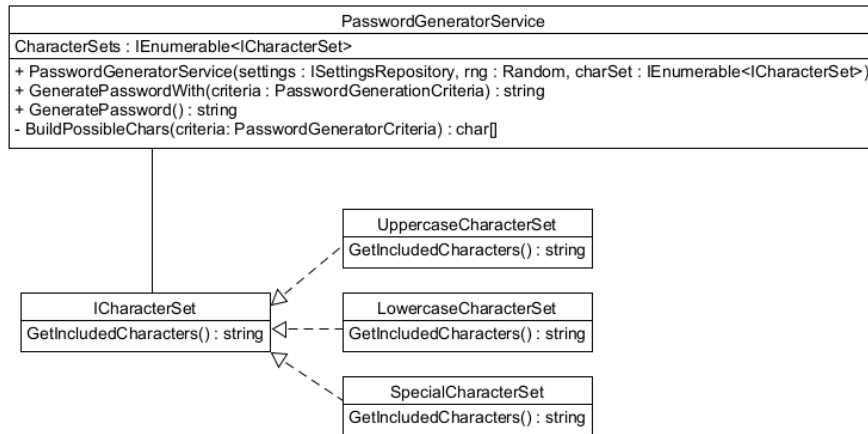 PasswordGeneratorService
CharacterSets : IEnumerable<ICharacterSet>
+ PasswordGeneratorService(settings : ISettingsRepository, rng : Random, charSet : IEnumerable<ICharacterSet>)
+ GeneratePasswordWith(criteria : PasswordGenerationCriteria) : string
+ GeneratePassword() : string
- BuildPossibleChars(criteria: PasswordGeneratorCriteria) : char[]
UppercaseCharacterSet
GetIncludedCharacters() : string
ICharacterSet
GetIncludedCharacters() : string
LowercaseCharacterSet
GetIncludedCharacters() : string
SpecialCharacterSet
GetIncludedCharacters() : string